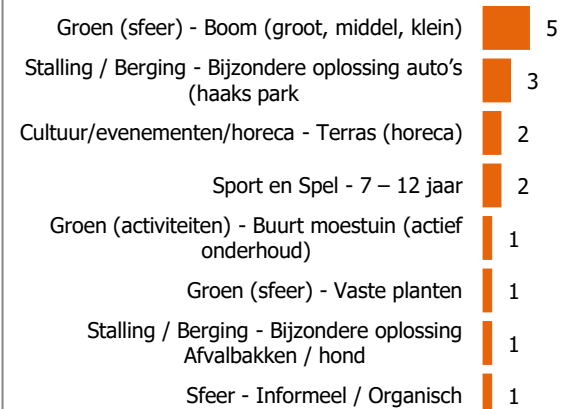 Groen (sfeer) - Boom (groot, middel, klein) 5
Stalling / Berging - Bijzondere oplossing auto's
(haaks park 3
Cultuur/evenementen/horeca - Terras (horeca) 2
Sport en Spel - 7 – 12 jaar 2
Groen (activiteiten) - Buurt moestuin (actief
onderhoud) 1
Groen (sfeer) - Vaste planten 1
Stalling / Berging - Bijzondere oplossing
Afvalbakken / hond 1
Sfeer - Informeel / Organisch 1